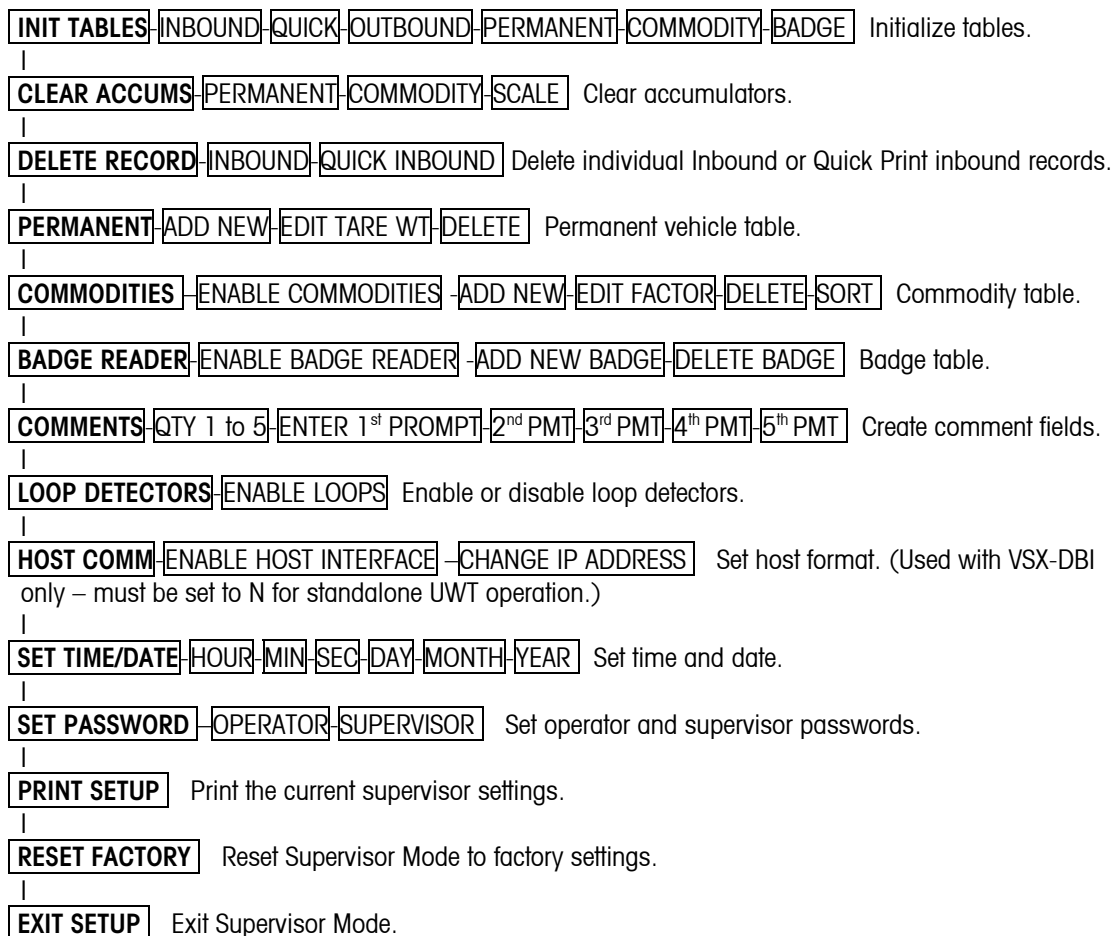 INIT TABLES-INBOUND-QUICK-OUTBOUND-PERMANENT-COMMODITY-BADGE Initialize tables.
|
CLEAR ACCUMS-PERMANENT-COMMODITY-SCALE Clear accumulators.
|
DELETE RECORD-INBOUND-QUICK INBOUND Delete individual Inbound or Quick Print inbound records.
|
PERMANENT-ADD NEW-EDIT TARE WT-DELETE Permanent vehicle table.
|
COMMODITIES –ENABLE COMMODITIES -ADD NEW-EDIT FACTOR-DELETE-SORT Commodity table.
|
BADGE READER-ENABLE BADGE READER -ADD NEW BADGE-DELETE BADGE Badge table.
|
COMMENTS-QTY 1 to 5-ENTER 1st PROMPT-2nd PMT-3rd PMT-4th PMT-5th PMT Create comment fields.
|
LOOP DETECTORS-ENABLE LOOPS Enable or disable loop detectors.
|
HOST COMM-ENABLE HOST INTERFACE –CHANGE IP ADDRESS Set host format. (Used with VSX-DBI
only – must be set to N for standalone UWT operation.)
|
SET TIME/DATE-HOUR-MIN-SEC-DAY-MONTH-YEAR Set time and date.
|
SET PASSWORD –OPERATOR-SUPERVISOR Set operator and supervisor passwords.
|
PRINT SETUP Print the current supervisor settings.
|
RESET FACTORY Reset Supervisor Mode to factory settings.
|
EXIT SETUP Exit Supervisor Mode.